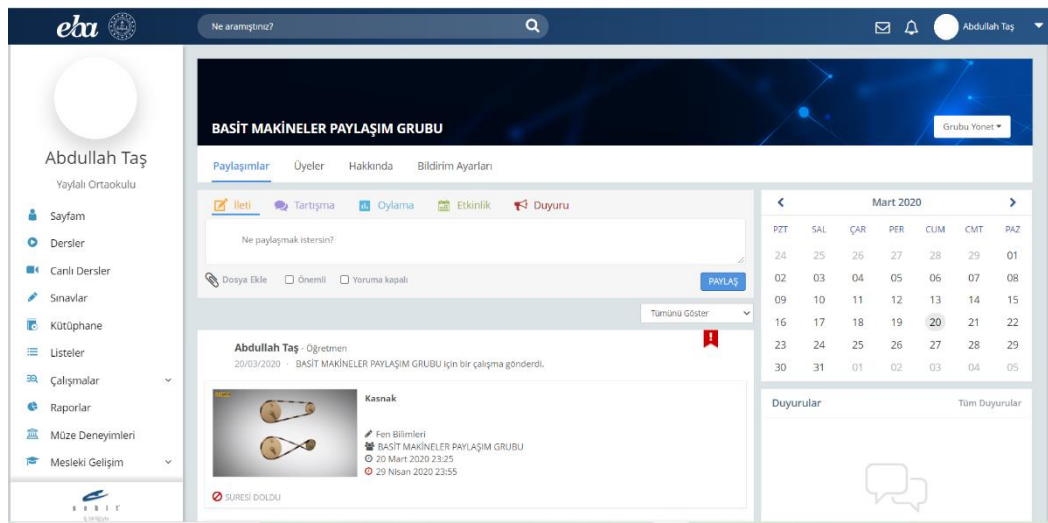 eba
Ne aramıştınız?
Abdullah Taş
Abdullah Taş
Yaylalı Ortaokulu
Sayfam
Dersler
Canlı Dersler
Sınavlar
Kütüphane
Listeler
Çalışmalar
Raporlar
Müze Deneyimleri
Mesleki Gelişim
SEBİT
BASİT MAKİNELER PAYLAŞIM GRUBU
Grubu Yonet
Paylaşımlar Üyeler Hakkında Bildirim Ayarları
İleti Tartışma Oylama Etkinlik Duyuru
Ne paylaşmak istersin?
Dosya Ekle Önemli Yoruma kapalı PAYLAŞ
Tümünü Göster
Abdullah Taş - Öğretmen
20/03/2020 - BASİT MAKİNELER PAYLAŞIM GRUBU için bir çalışma gönderdi.
Kasnak
Fen Bilimleri
BASİT MAKİNELER PAYLAŞIM GRUBU
20 Mart 2020 23:25
29 Nisan 2020 23:55
SÜRESİ DOLDU
Mart 2020
PZT SAL ÇAR PER CUM CMT PAZ
24 25 26 27 28 29 01
02 03 04 05 06 07 08
09 10 11 12 13 14 15
16 17 18 19 20 21 22
23 24 25 26 27 28 29
30 31 01 02 03 04 05
Duyurular Tüm Duyurular